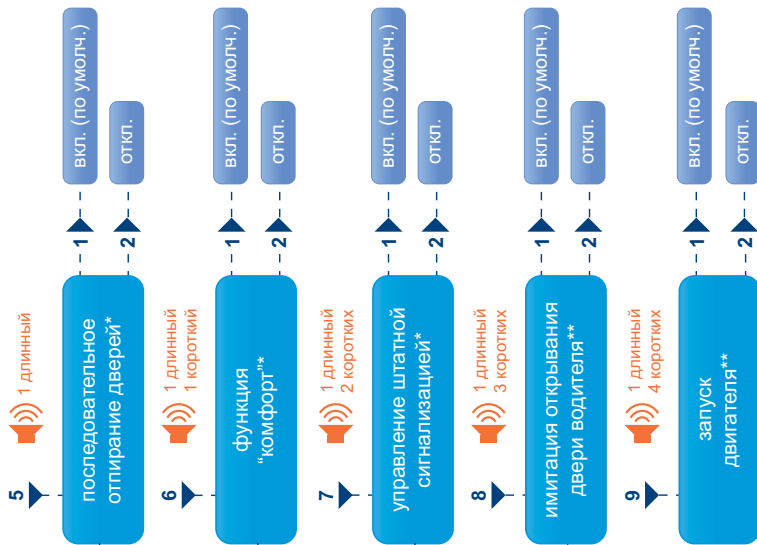 5
1 длинный
последовательное
отпирание дверей*
1
вкл. (по умолч.)
2
откл.
6
1 длинный
1 короткий
функция
“комфорт”*
1
вкл. (по умолч.)
2
откл.
7
1 длинный
2 коротких
управление штатной
сигнализацией*
1
вкл. (по умолч.)
2
откл.
8
1 длинный
3 коротких
имитация открывания
двери водителя**
1
вкл. (по умолч.)
2
откл.
9
1 длинный
4 коротких
запуск
двигателя**
1
вкл. (по умолч.)
2
откл.